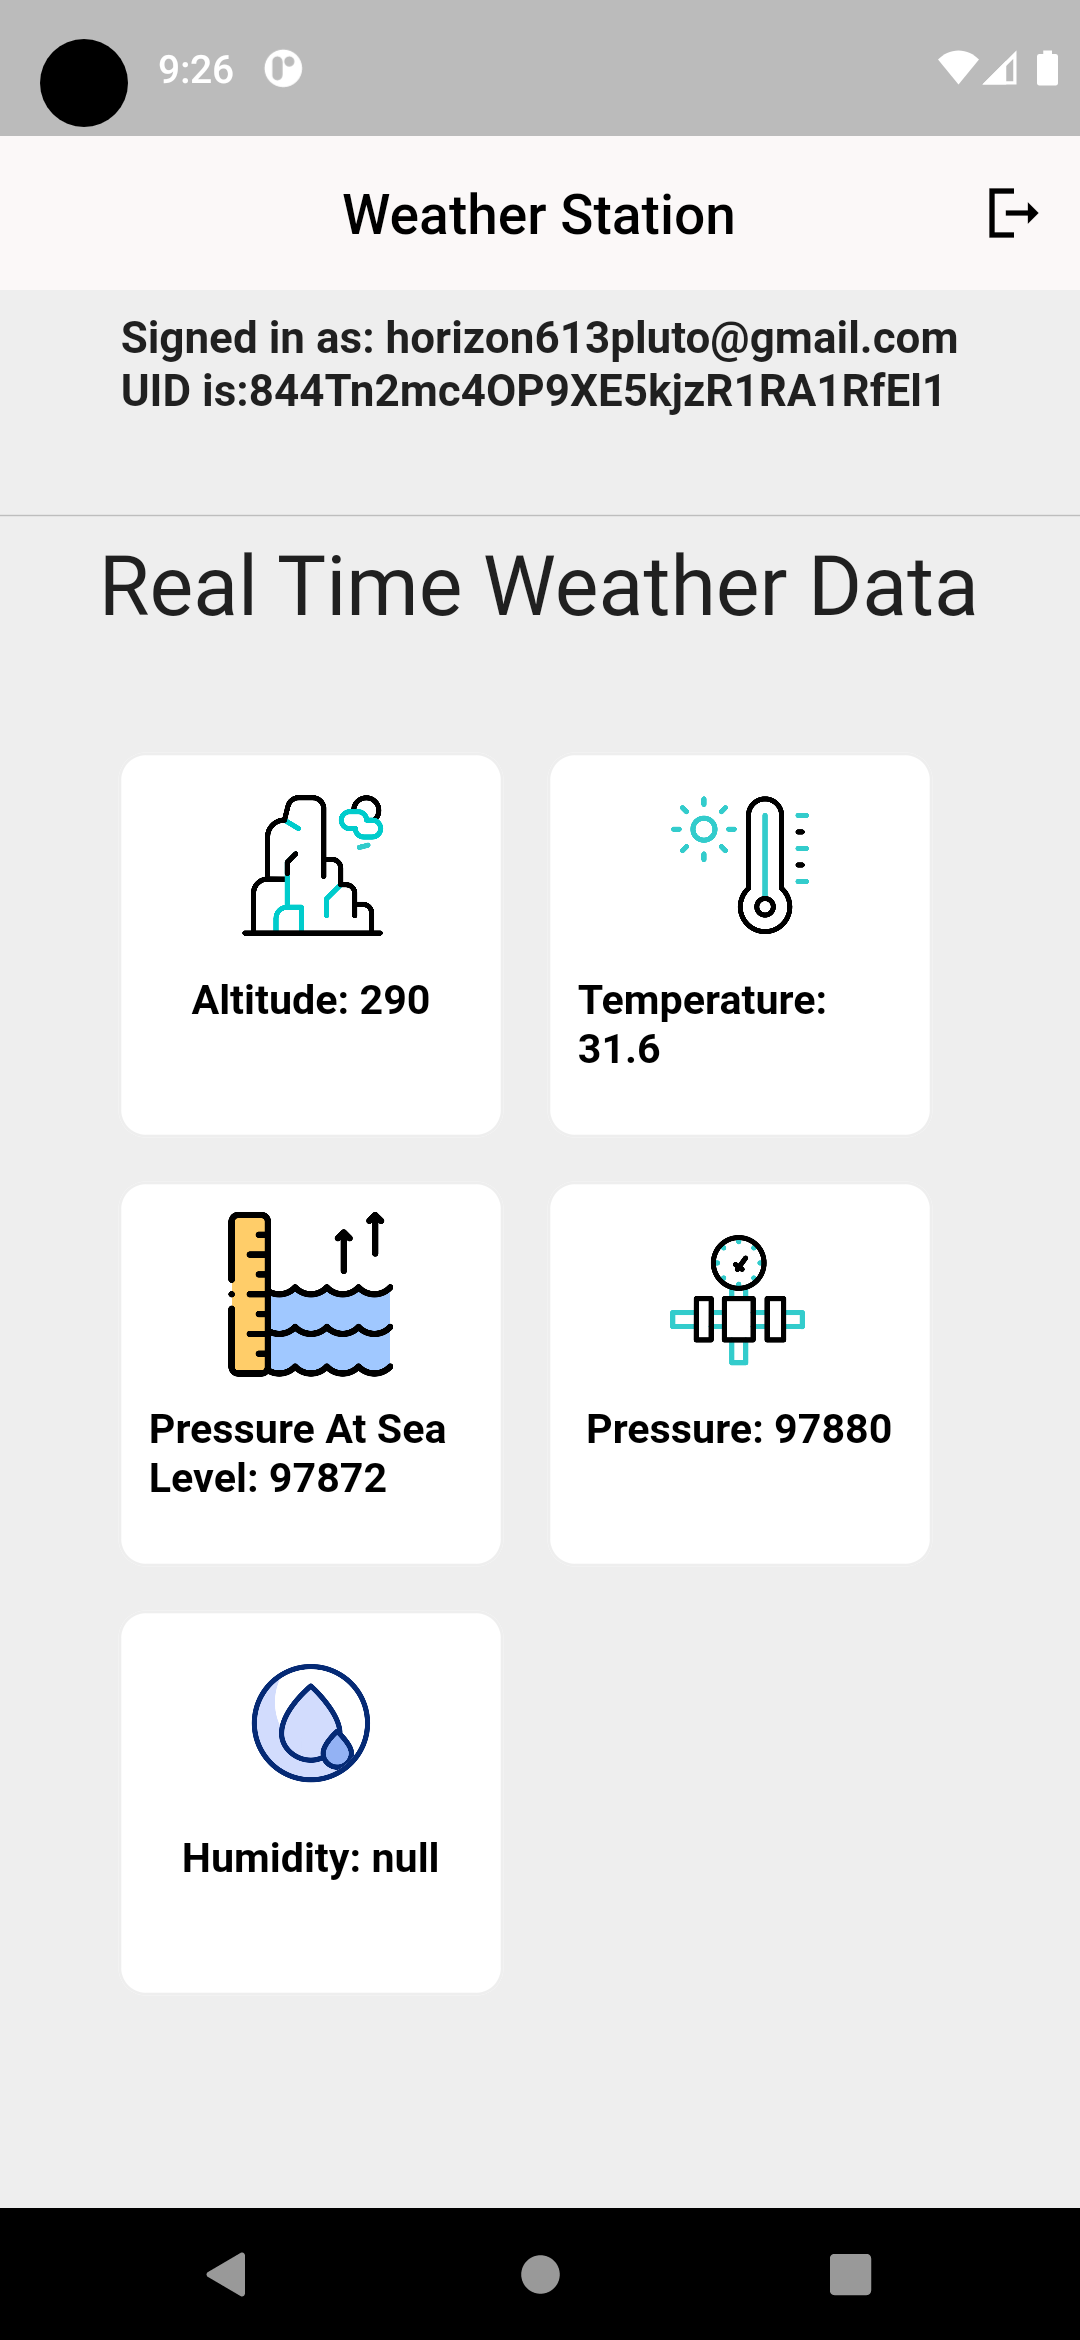 9:26
Weather Station
Signed in as: horizon613pluto@gmail.com
UID is:844Tn2mc4OP9XE5kjzR1RA1RfEl1
Real Time Weather Data
Altitude: 290
Temperature:
31.6
Pressure At Sea
Level: 97872
Pressure: 97880
Humidity: null